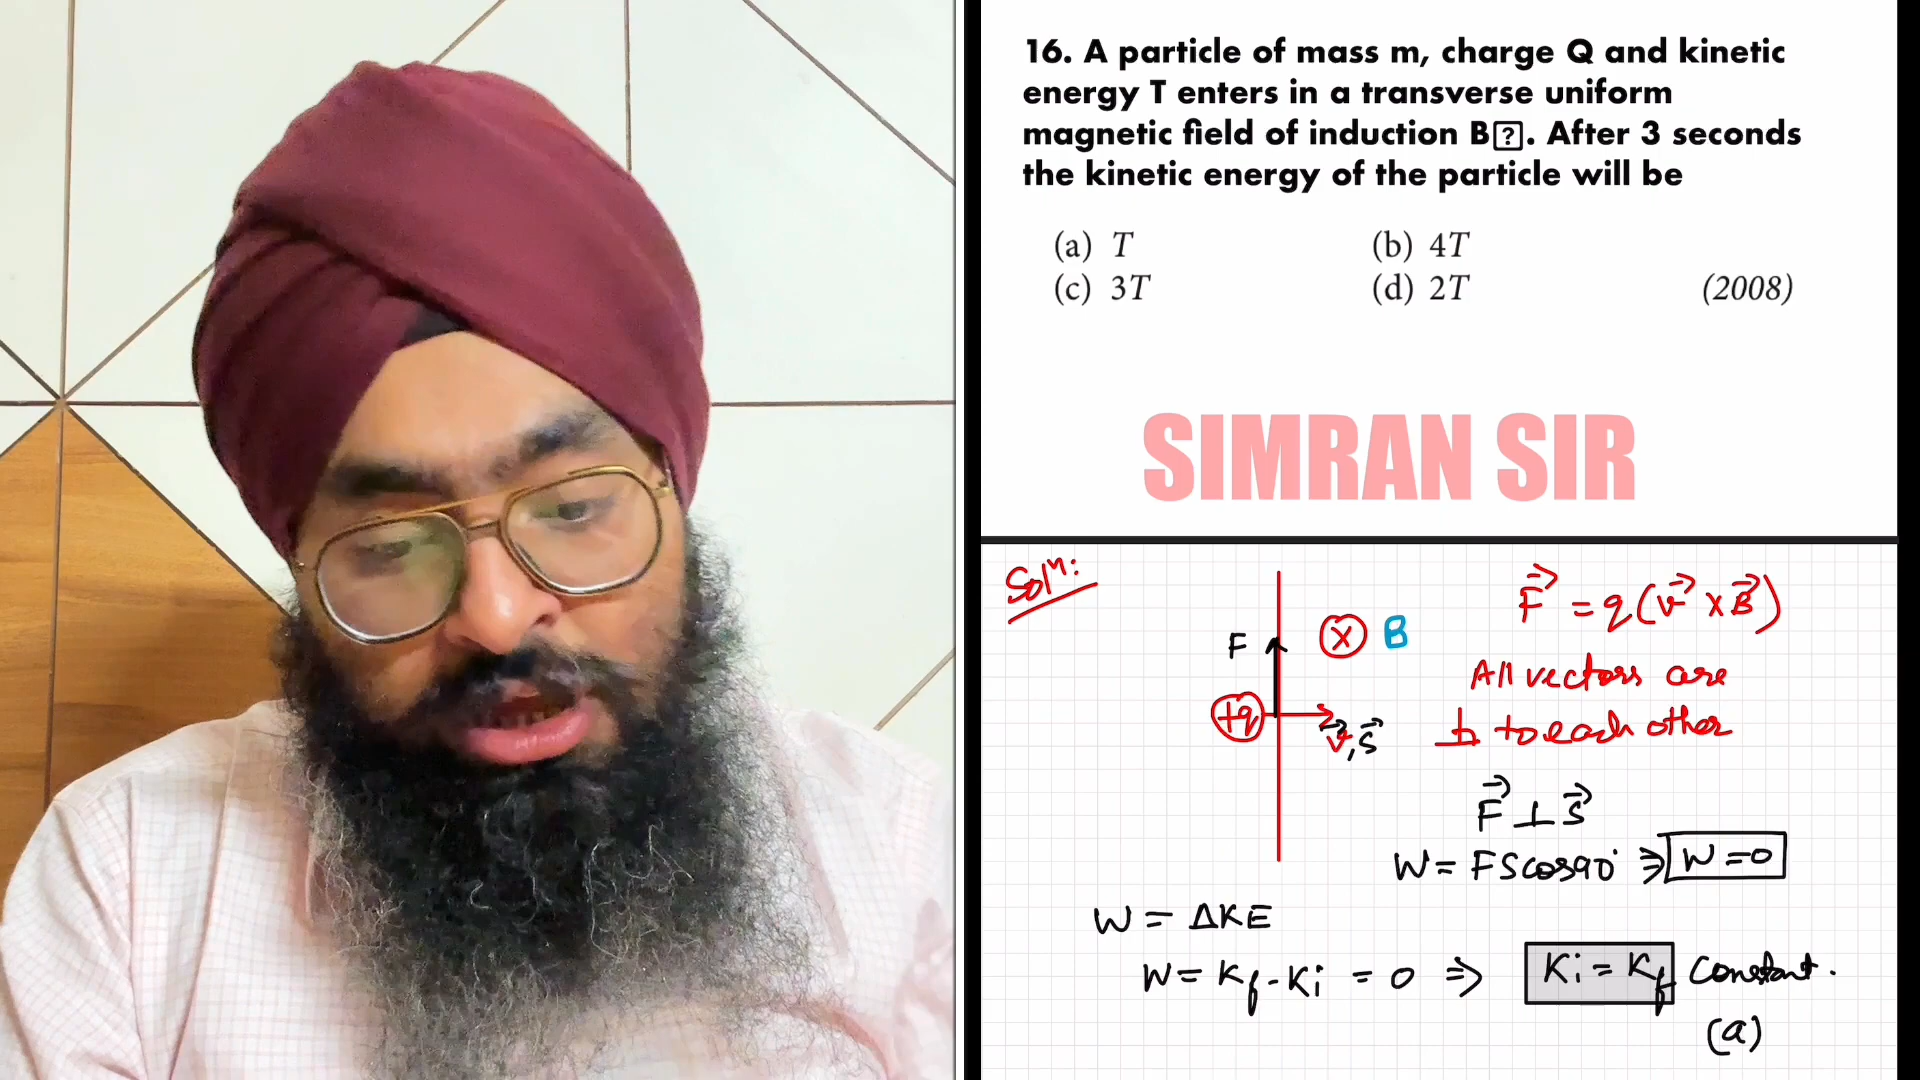 16. A particle of mass m, charge Q and kinetic
energy T enters in a transverse uniform
magnetic field of induction B⍰. After 3 seconds
the kinetic energy of the particle will be
(a) T (b) 4T
(c) 3T (d) 2T (2008)
SIMRAN SIR
Solⁿ:
F⃗ = q(v⃗ × B⃗)
F
X B
All vectors are
+q
v⃗, s⃗
⊥ to each other
F⃗ ⊥ s⃗
W = FS cos90° ⇒ W = 0
W = ΔKE
W = Kf - Ki = 0 ⇒ Ki = Kf Constant.
(a)